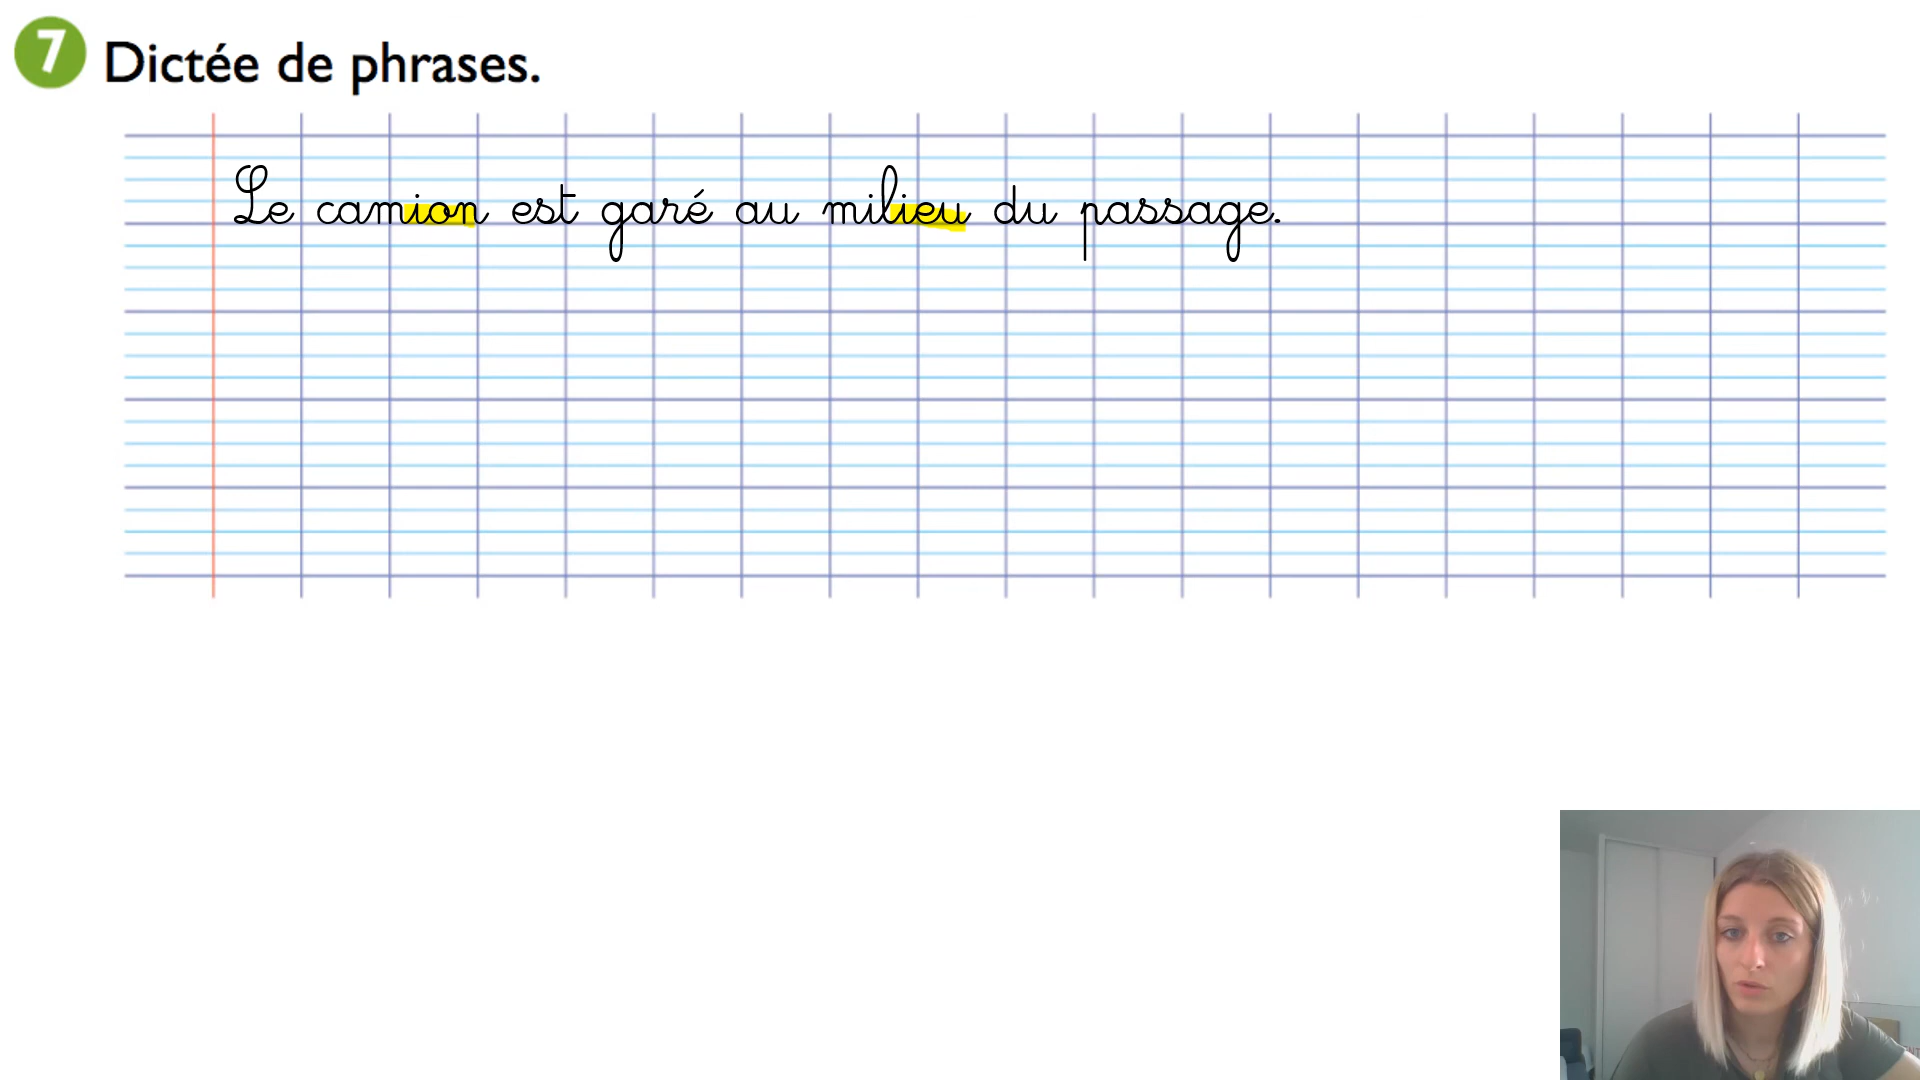 7 Dictée de phrases.
Le camion est garé au milieu du passage.